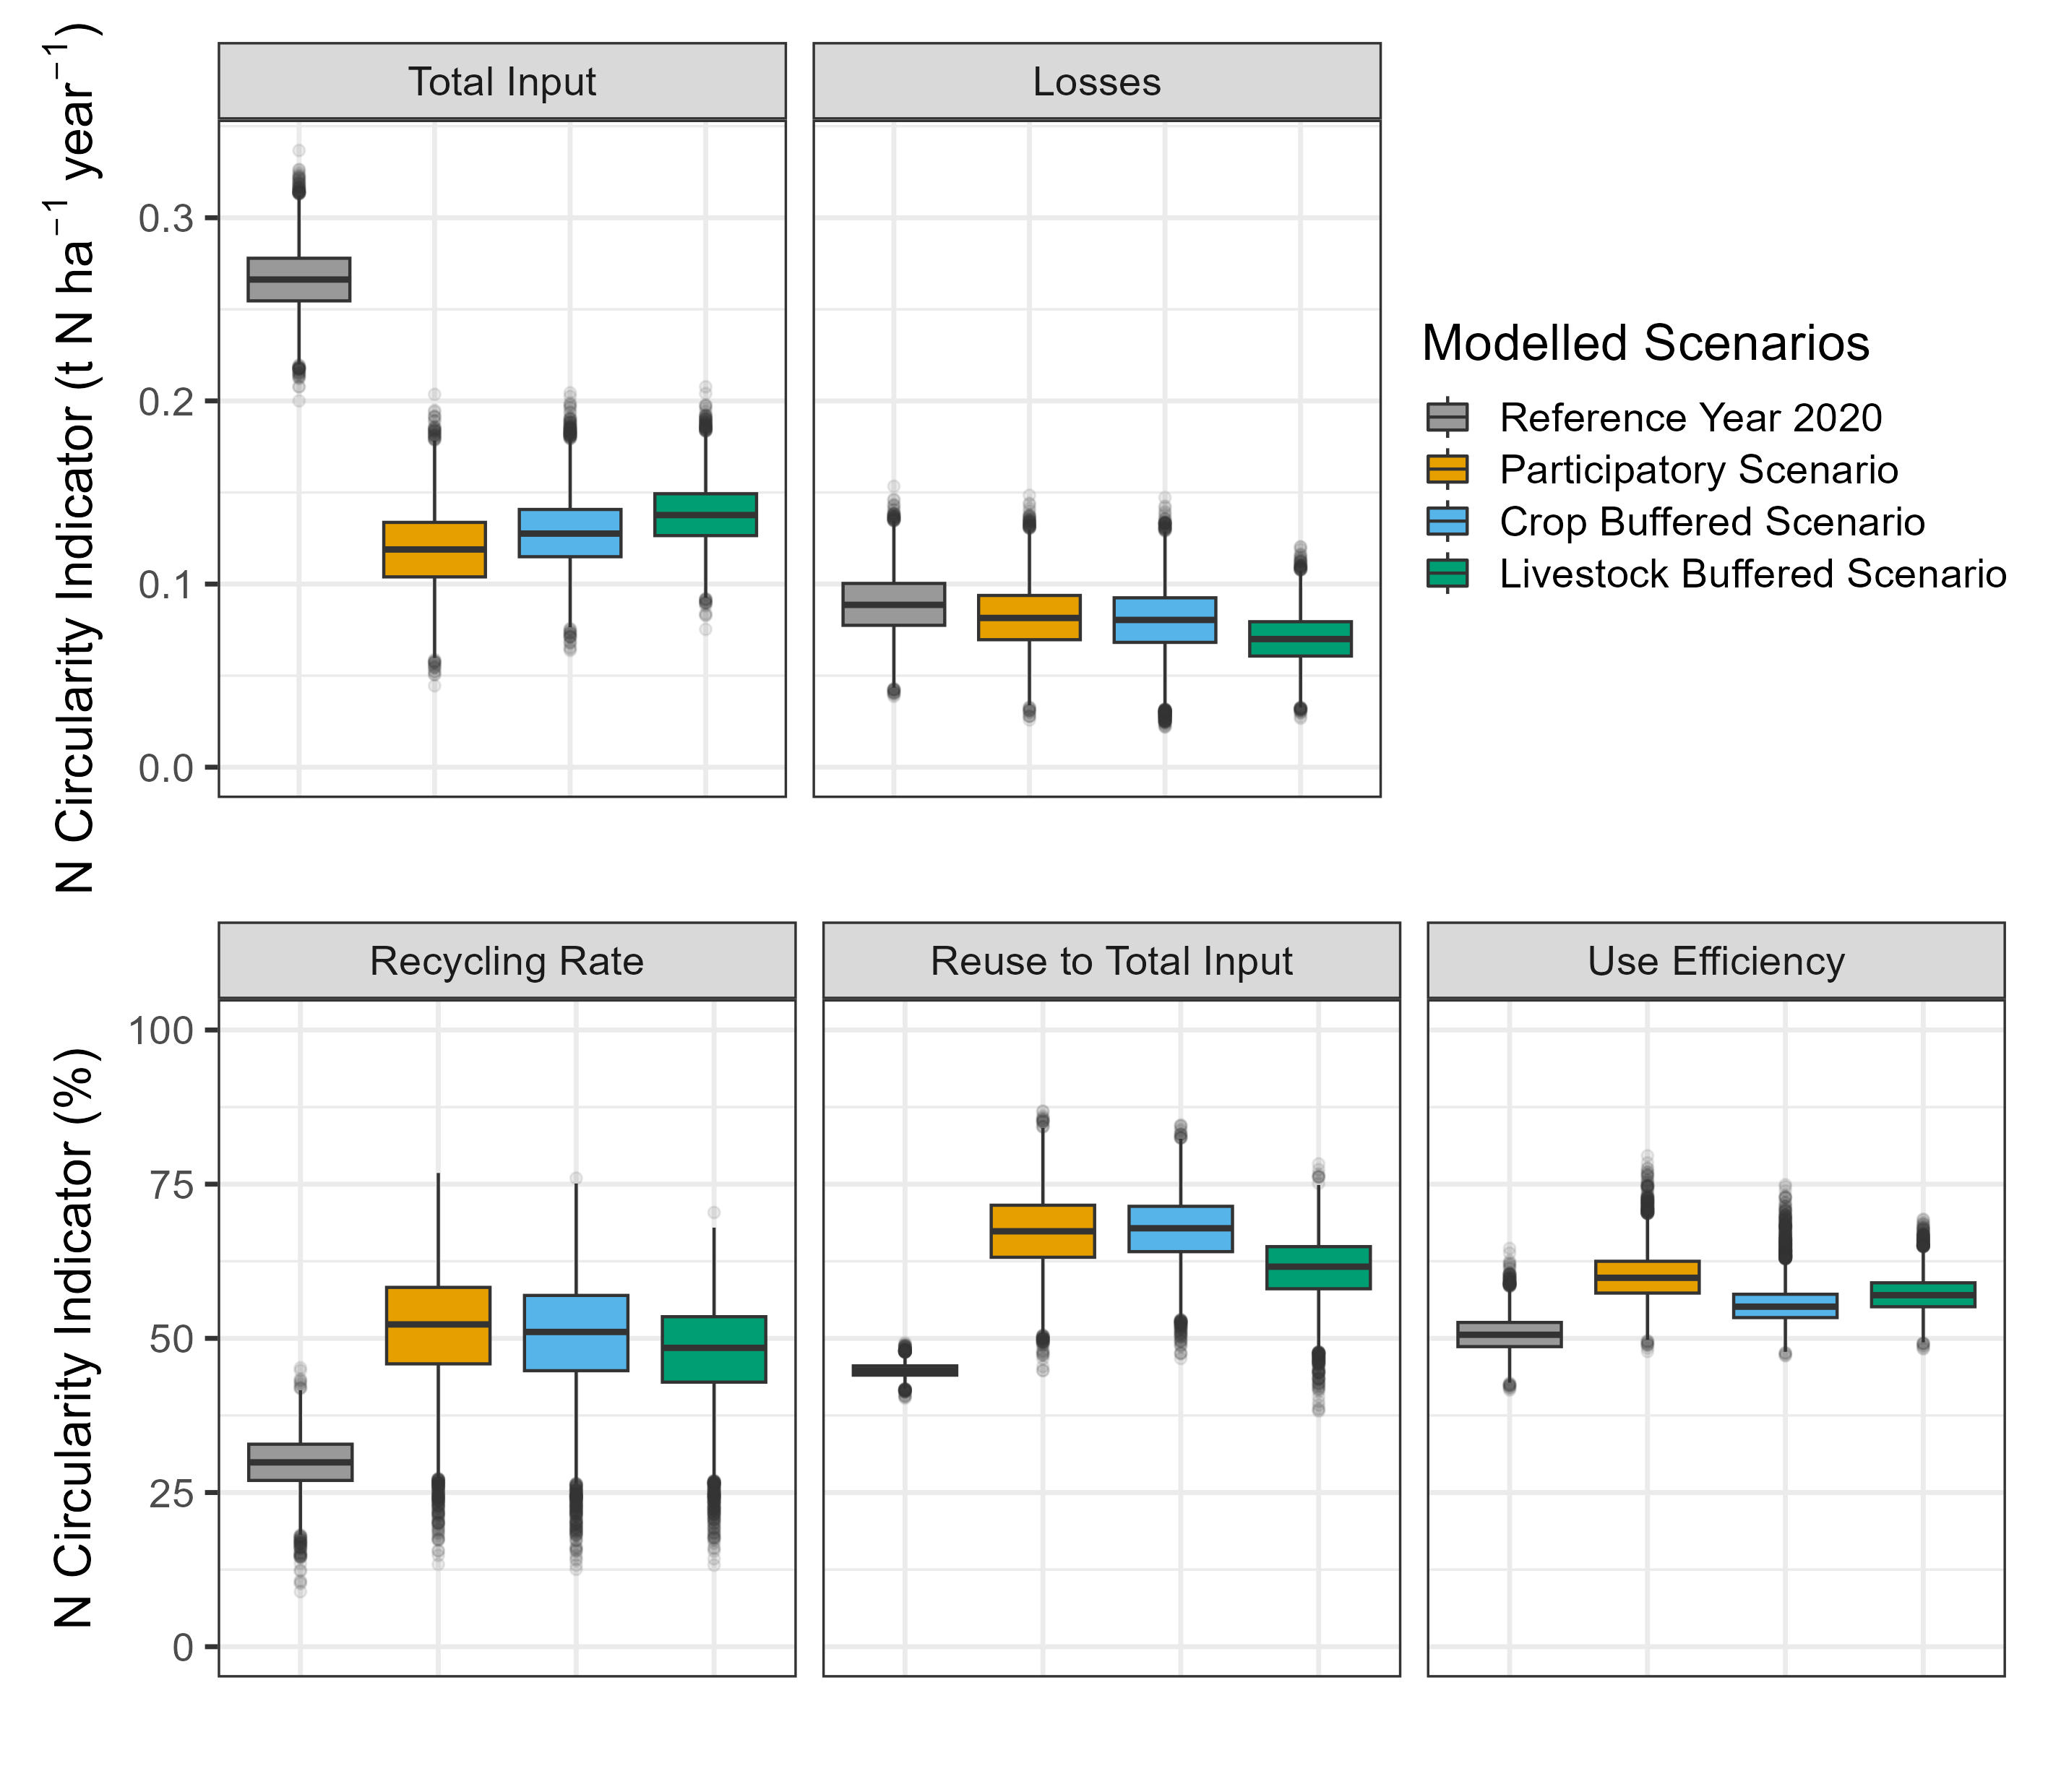 N Circularity Indicator (t N ha⁻¹ year⁻¹)
Total Input
Losses
0.3
0.2
0.1
0.0
Modelled Scenarios
Reference Year 2020
Participatory Scenario
Crop Buffered Scenario
Livestock Buffered Scenario
N Circularity Indicator (%)
Recycling Rate
Reuse to Total Input
Use Efficiency
100
75
50
25
0